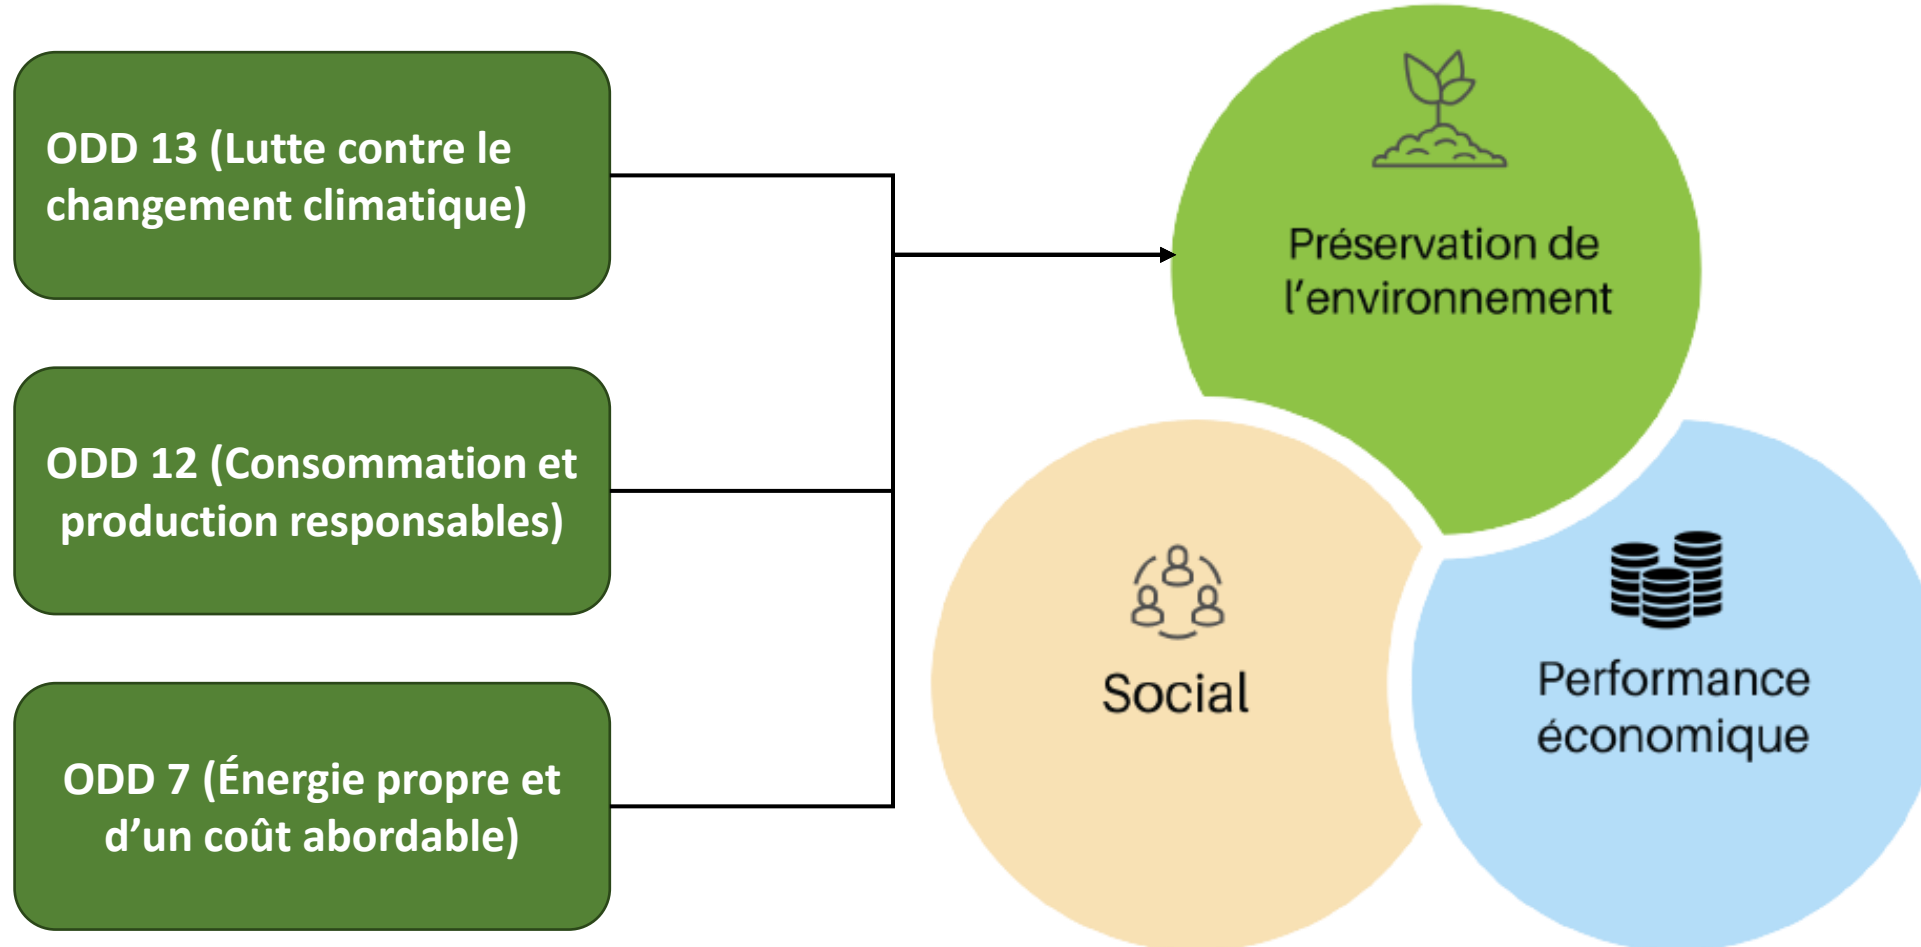 ODD 13 (Lutte contre le
changement climatique)
ODD 12 (Consommation et
production responsables)
ODD 7 (Énergie propre et
d’un coût abordable)
Préservation de
l’environnement
Social
Performance
économique